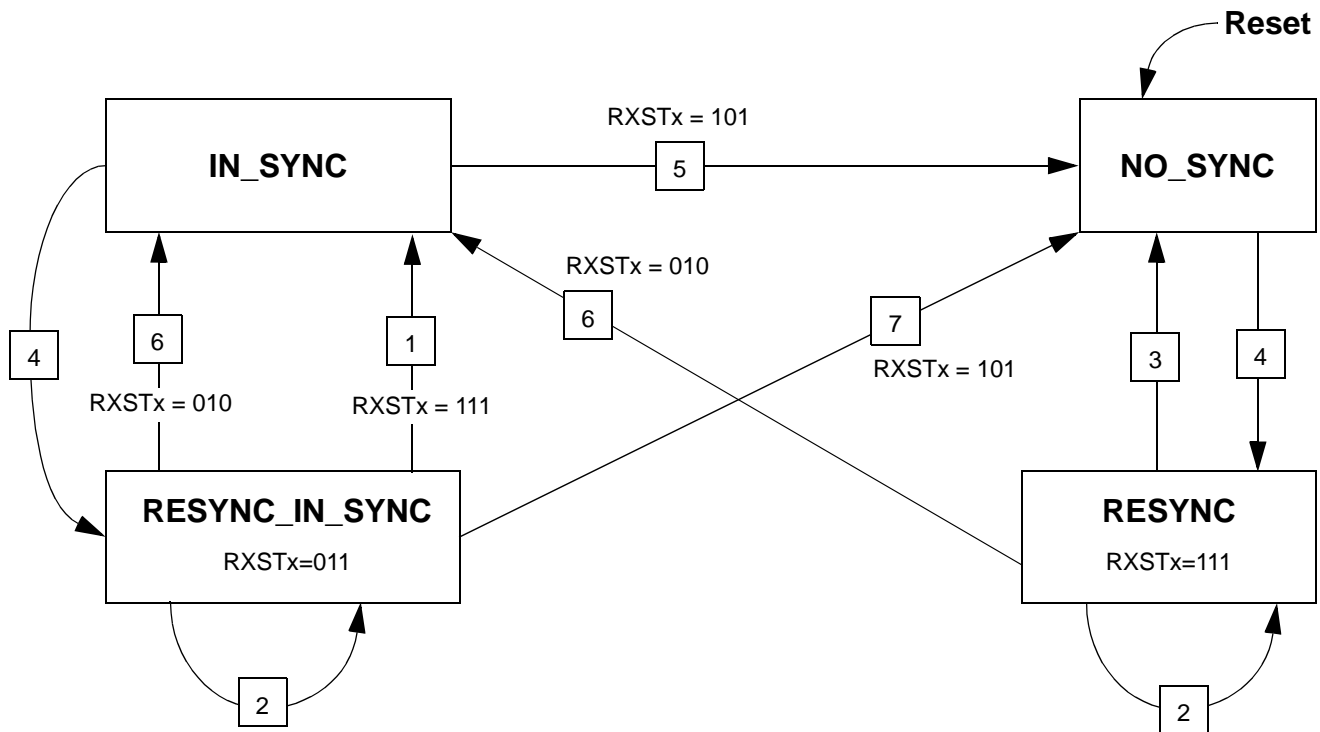 Reset
RXSTx = 101
IN_SYNC
5
NO_SYNC
RXSTx = 010
6
7
RXSTx = 101
4
6
1
3
4
RXSTx = 010
RXSTx = 111
RESYNC_IN_SYNC
RXSTx=011
RESYNC
RXSTx=111
2
2